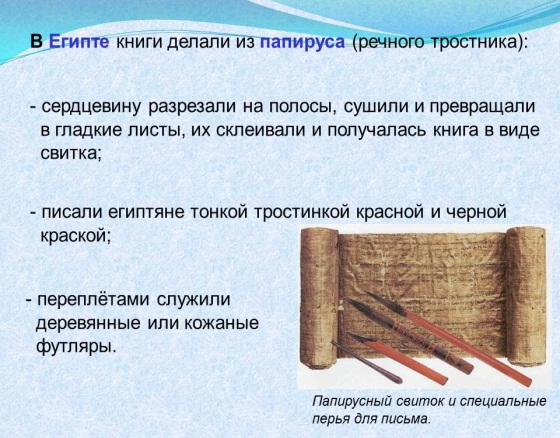 В Египте книги делали из папируса (речного тростника):
- сердцевину разрезали на полосы, сушили и превращали
в гладкие листы, их склеивали и получалась книга в виде
свитка;
- писали египтяне тонкой тростинкой красной и черной
краской;
- переплётами служили
деревянные или кожаные
футляры.
Папирусный свиток и специальные
перья для письма.